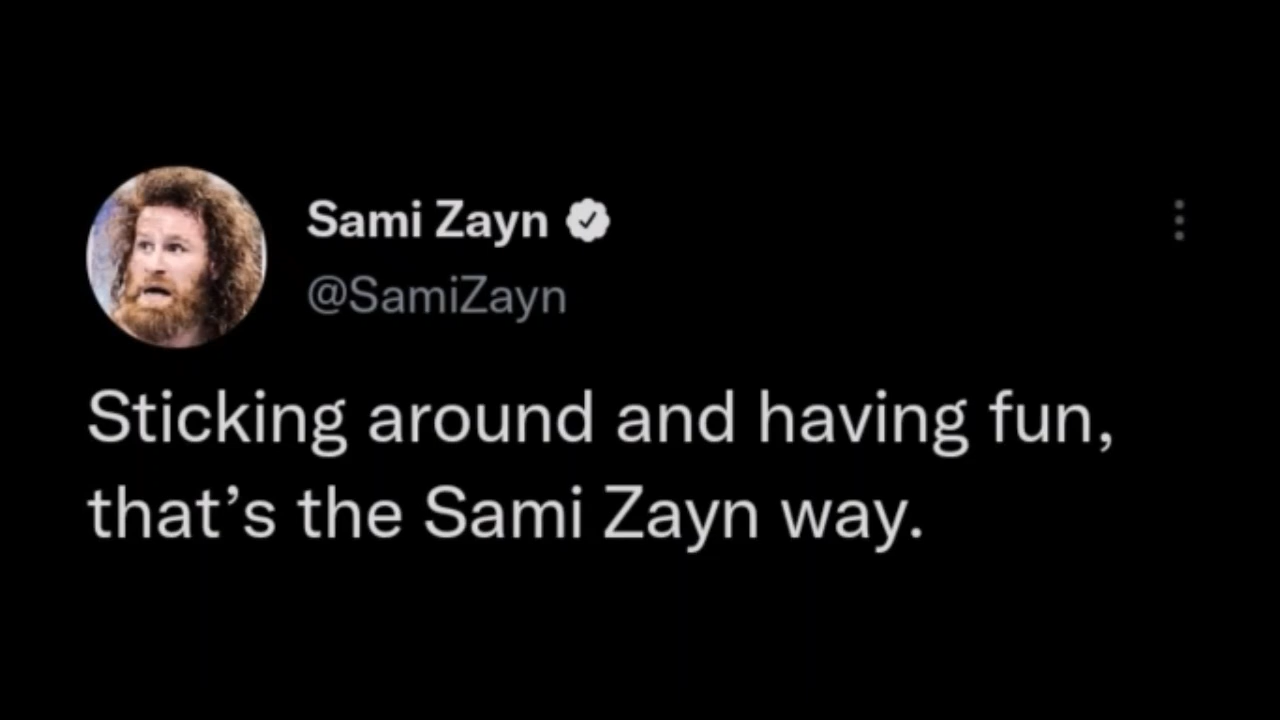 Sami Zayn
@SamiZayn
Sticking around and having fun,
that’s the Sami Zayn way.